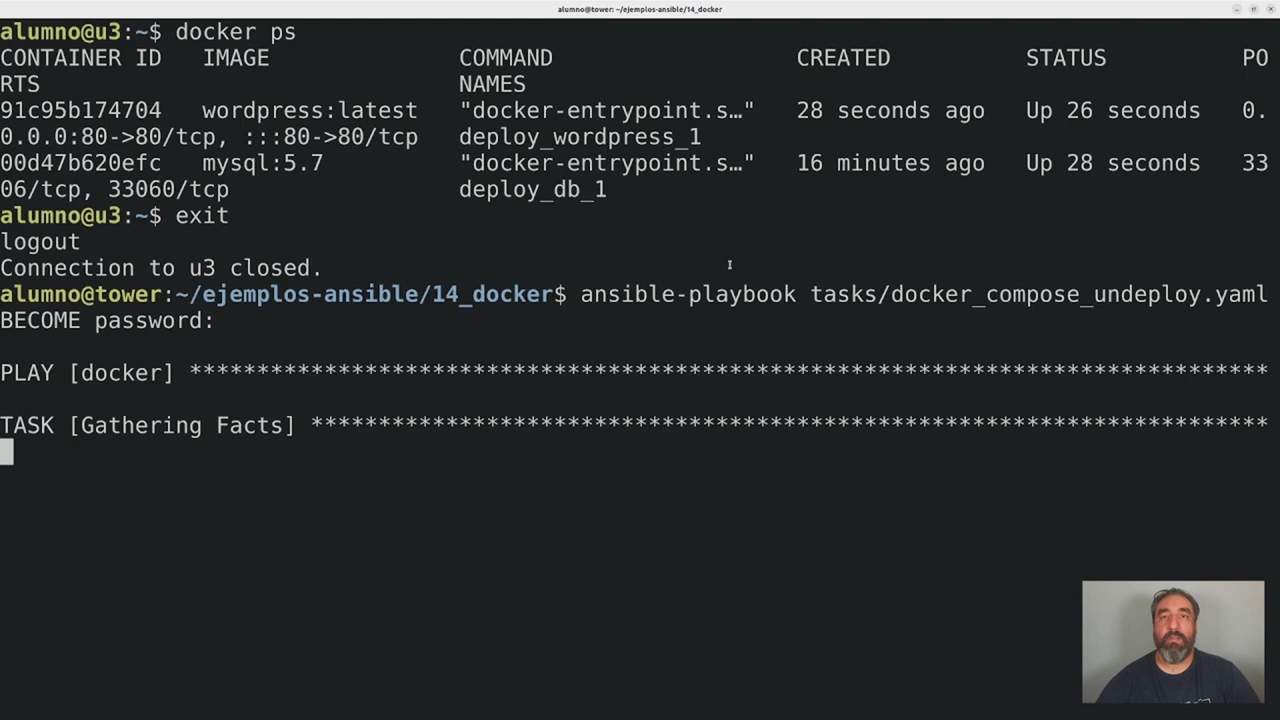 alumno@tower: ~/ejemplos-ansible/14_docker
alumno@u3:~$ docker ps
CONTAINER ID   IMAGE              COMMAND                  CREATED          STATUS          PO
RTS                               NAMES
91c95b174704   wordpress:latest   "docker-entrypoint.s…"   28 seconds ago   Up 26 seconds   0.
0.0.0:80->80/tcp, :::80->80/tcp   deploy_wordpress_1
00d47b620efc   mysql:5.7          "docker-entrypoint.s…"   16 minutes ago   Up 28 seconds   33
06/tcp, 33060/tcp                 deploy_db_1
alumno@u3:~$ exit
logout
Connection to u3 closed.
alumno@tower:~/ejemplos-ansible/14_docker$ ansible-playbook tasks/docker_compose_undeploy.yaml
BECOME password:
PLAY [docker] ********************************************************************************
TASK [Gathering Facts] ***********************************************************************